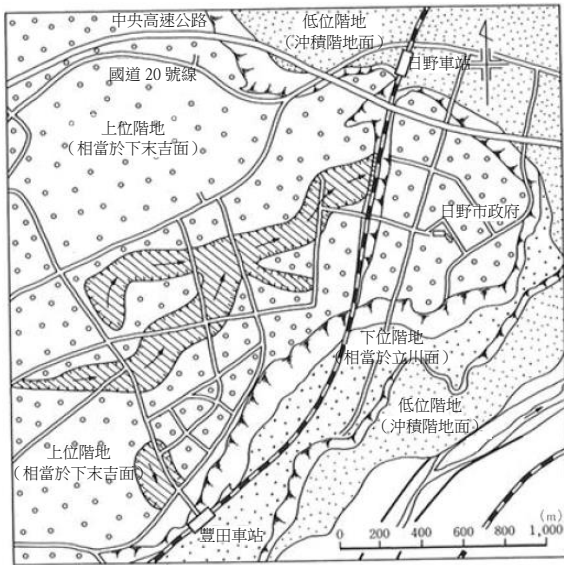 中央高速公路
低位階地
(沖積階地面)
日野車站
國道 20 號線
上位階地
(相當於下末吉面)
日野市政府
下位階地
(相當於立川面)
低位階地
(沖積階地面)
上位階地
(相當於下末吉面)
豐田車站
(m)
0 200 400 600 800 1,000